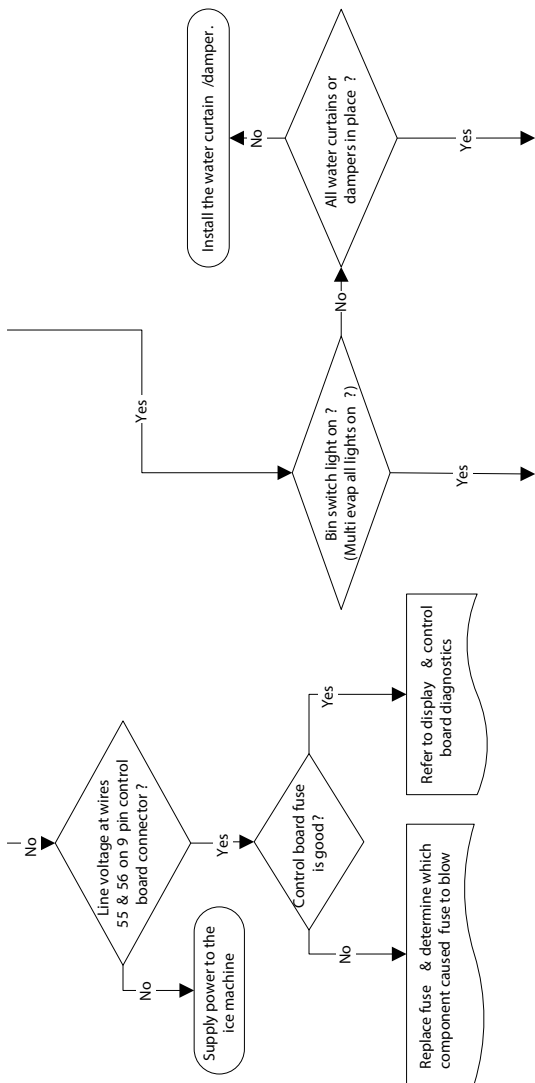 No
Line voltage at wires
55 & 56 on 9 pin control
board connector ?
No
Supply power to the
ice machine
Yes
Control board fuse
is good ?
No
Replace fuse & determine which
component caused fuse to blow
Yes
Refer to display & control
board diagnostics
Yes
Bin switch light on ?
(Multi evap all lights on ?)
Yes
No
All water curtains or
dampers in place ?
No
Install the water curtain /damper.
Yes